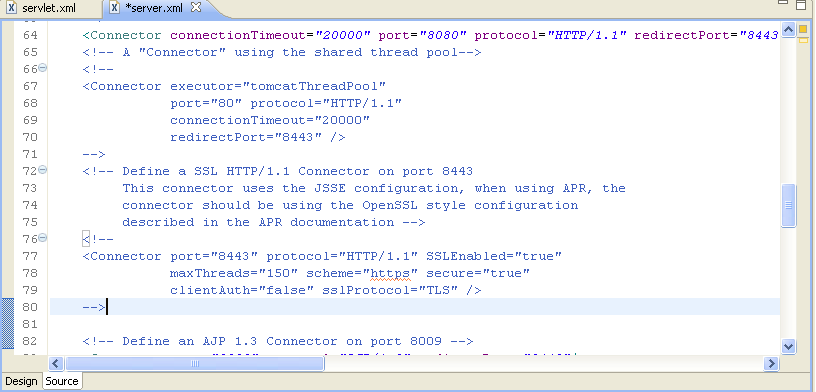 servlet.xml *server.xml
64 <Connector connectionTimeout="20000" port="8080" protocol="HTTP/1.1" redirectPort="8443
65 <!-- A "Connector" using the shared thread pool-->
66 <!--
67 <Connector executor="tomcatThreadPool"
68 port="80" protocol="HTTP/1.1"
69 connectionTimeout="20000"
70 redirectPort="8443" />
71 -->
72 <!-- Define a SSL HTTP/1.1 Connector on port 8443
73 This connector uses the JSSE configuration, when using APR, the
74 connector should be using the OpenSSL style configuration
75 described in the APR documentation -->
76 <!--
77 <Connector port="8443" protocol="HTTP/1.1" SSLEnabled="true"
78 maxThreads="150" scheme="https" secure="true"
79 clientAuth="false" sslProtocol="TLS" />
80 -->
81
82 <!-- Define an AJP 1.3 Connector on port 8009 -->
Design Source